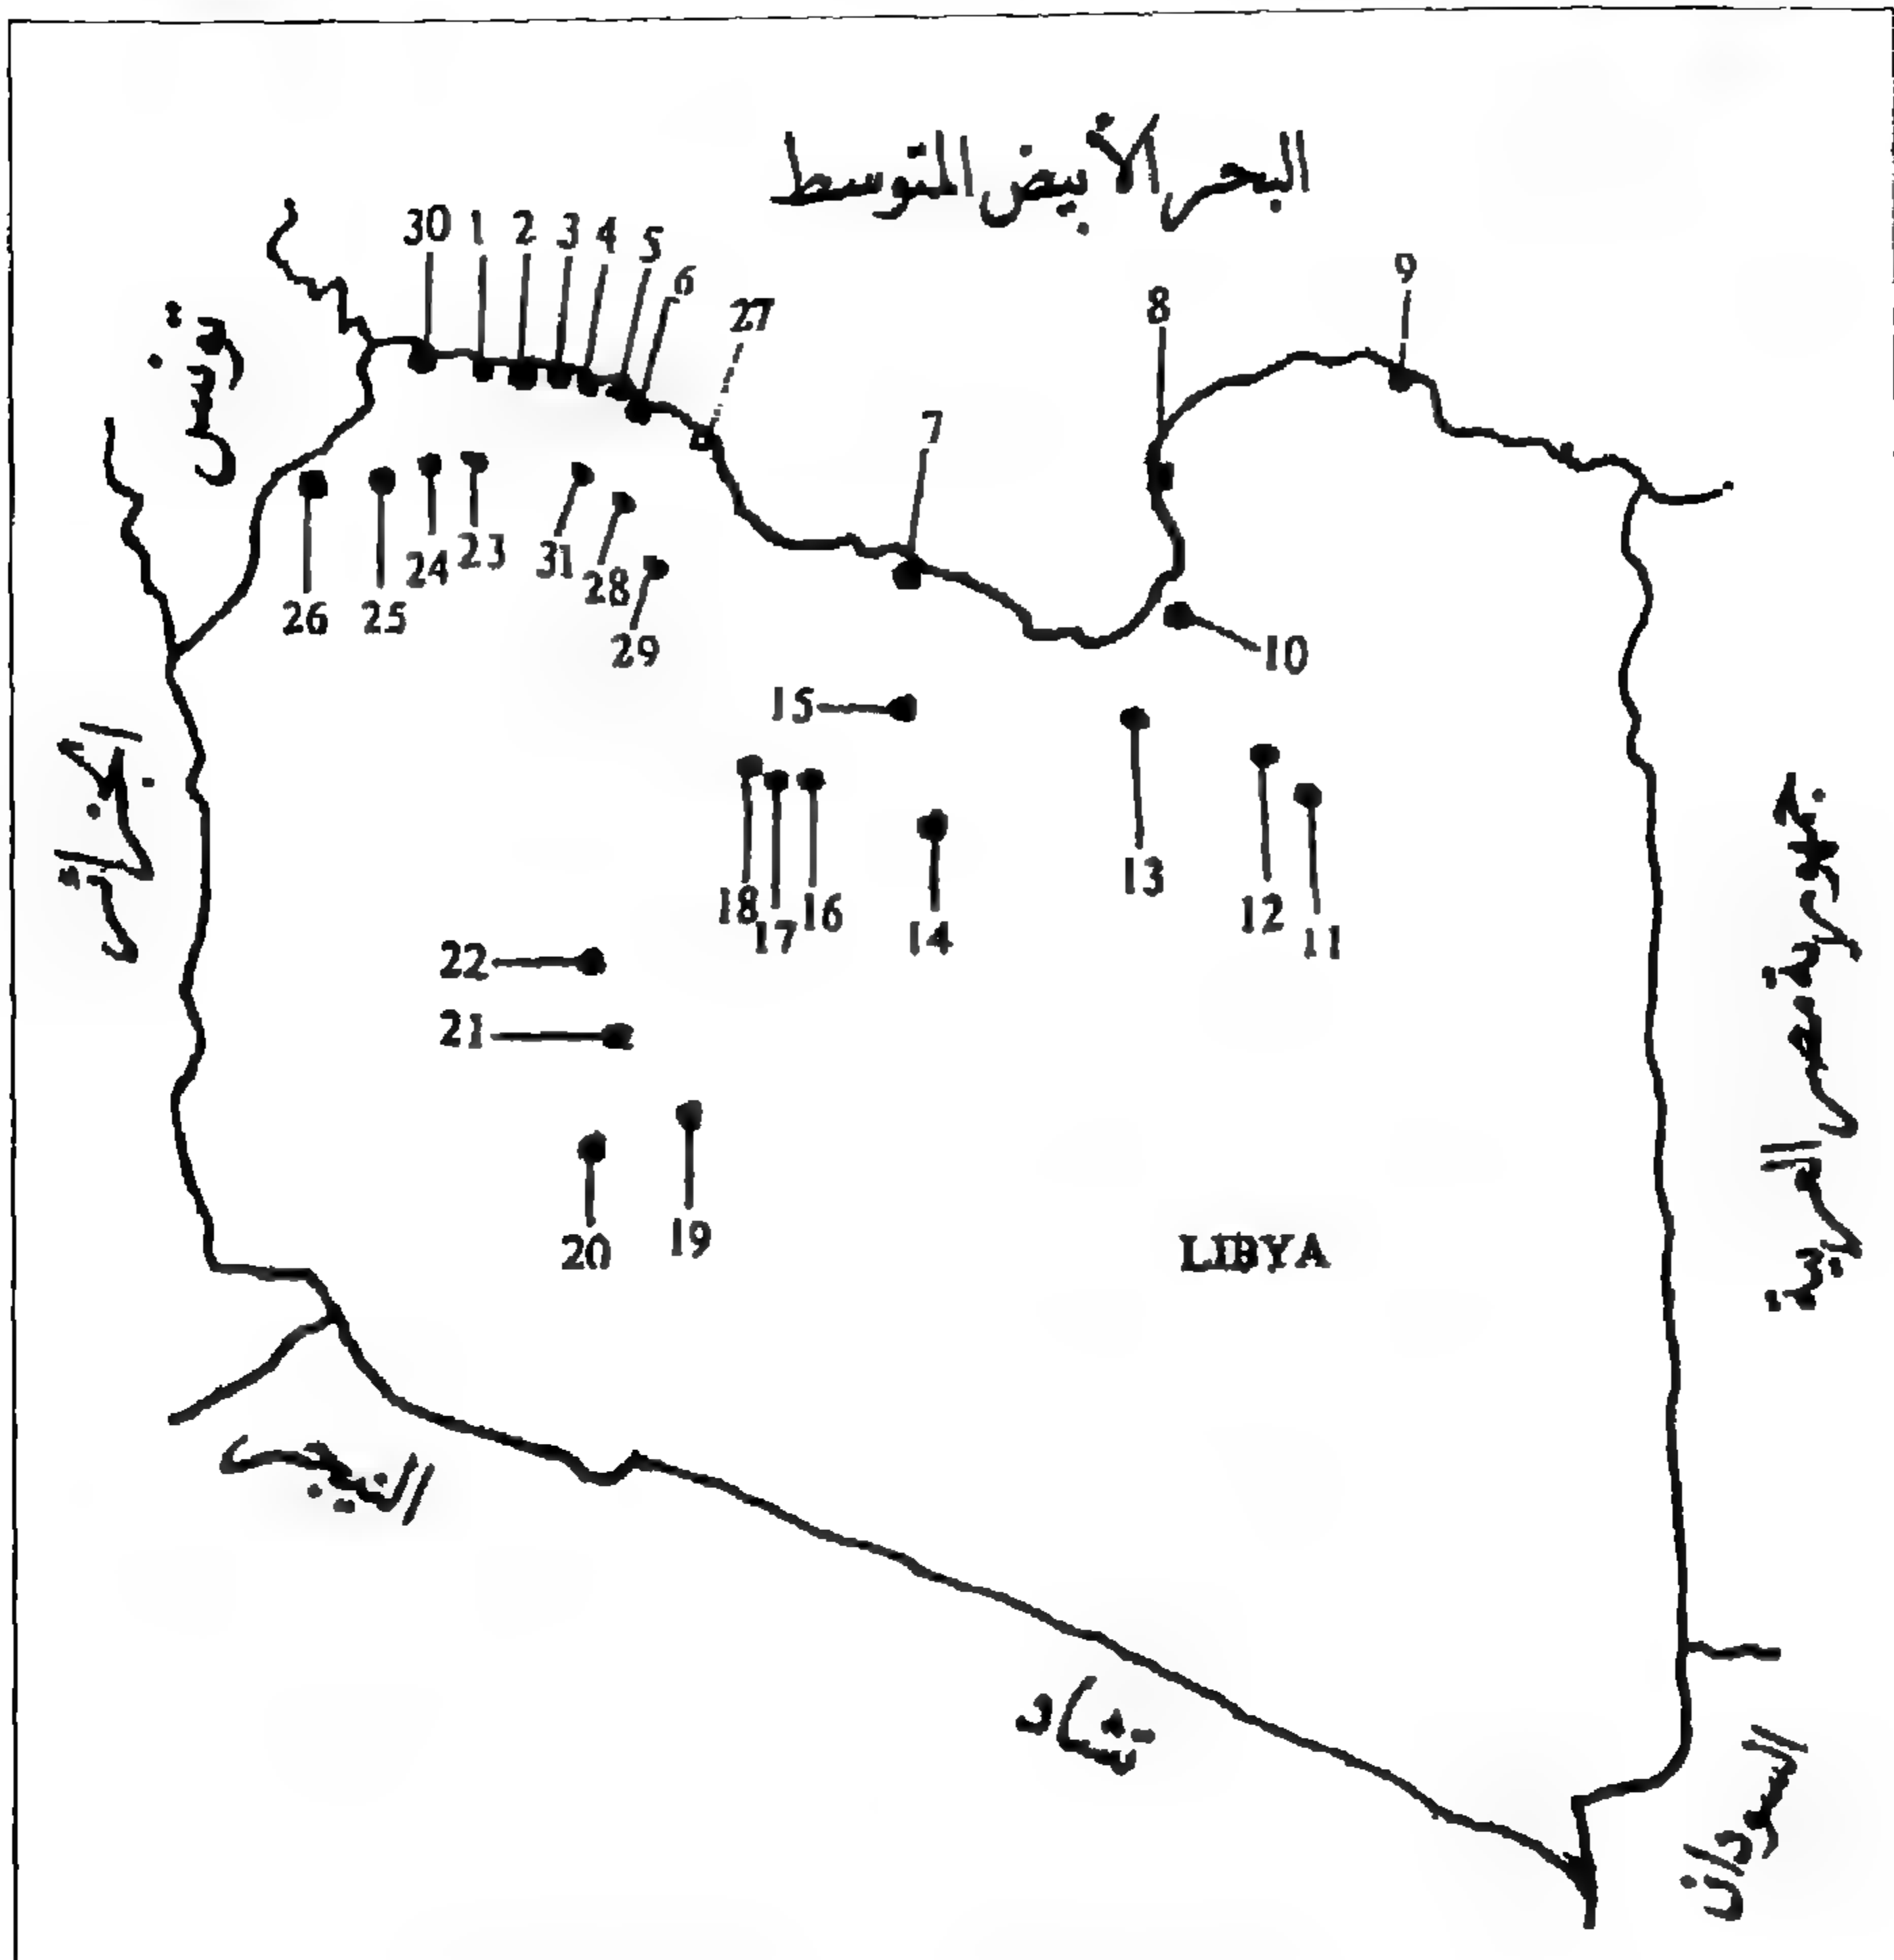 البحر الأبيض المتوسط
30 1 2 3 4 5 6 27 7 8 9
تونس
26 25 24 23 31 28 29
10
15
الجزائر
18 17 16 14 13 12 11
جمهورية مصر العربية
22
21
20 19
LIBYA
النيجر
تشاد
السودان